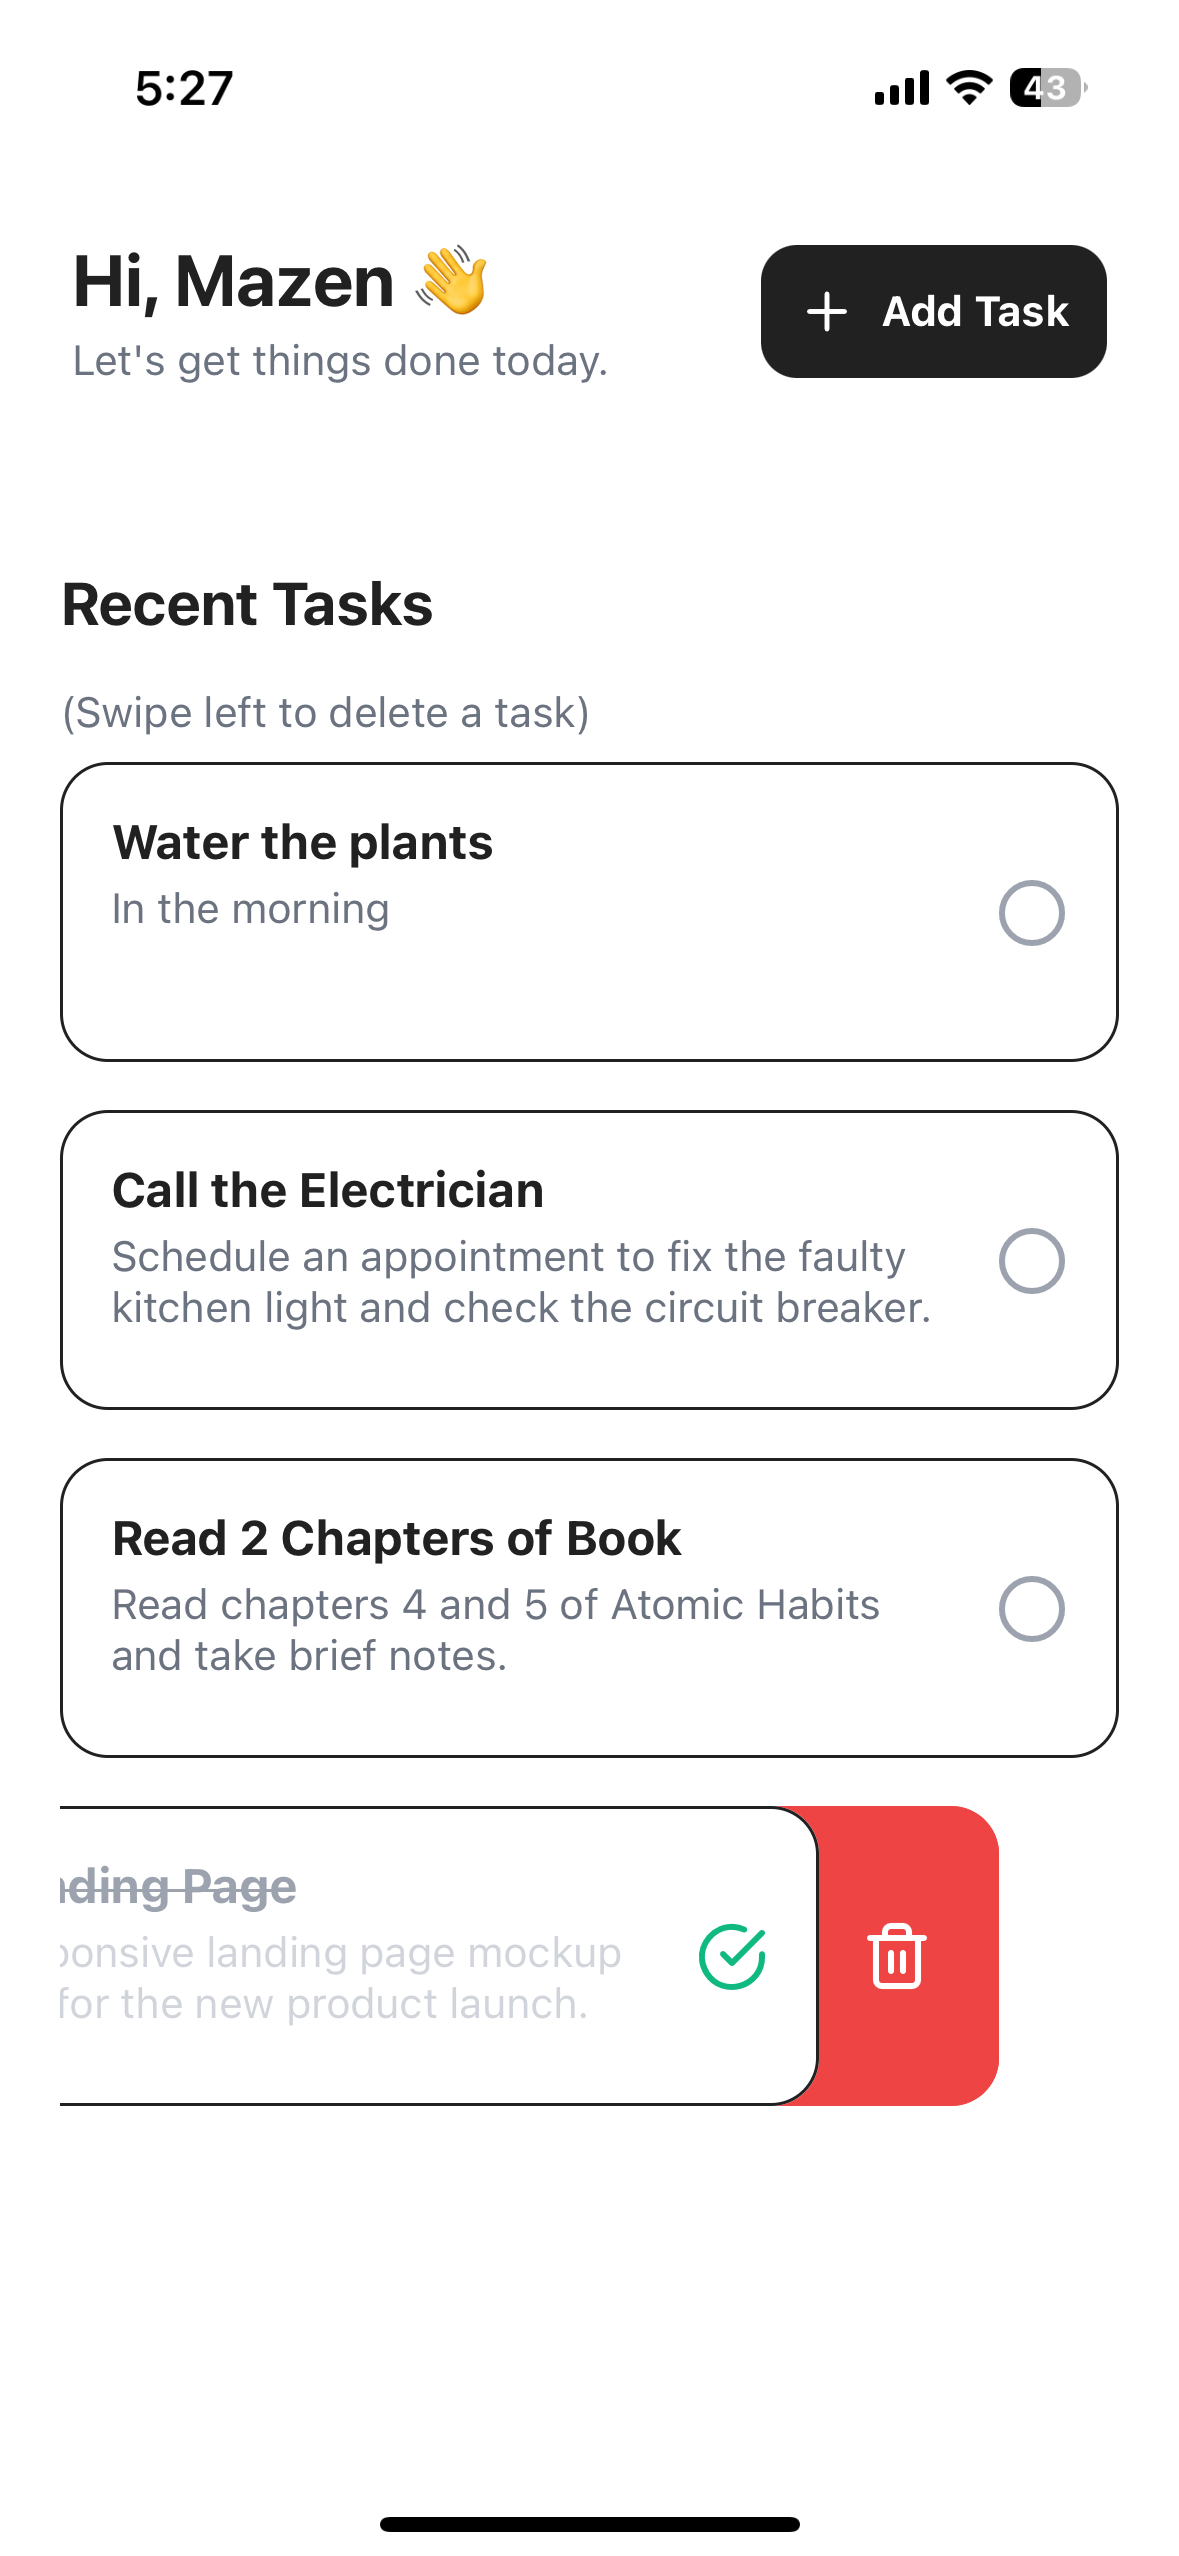 5:27
43
Hi, Mazen 👋
Let's get things done today.
+ Add Task
Recent Tasks
(Swipe left to delete a task)
Water the plants
In the morning
Call the Electrician
Schedule an appointment to fix the faulty
kitchen light and check the circuit breaker.
Read 2 Chapters of Book
Read chapters 4 and 5 of Atomic Habits
and take brief notes.
Page
landing page mockup
for the new product launch.